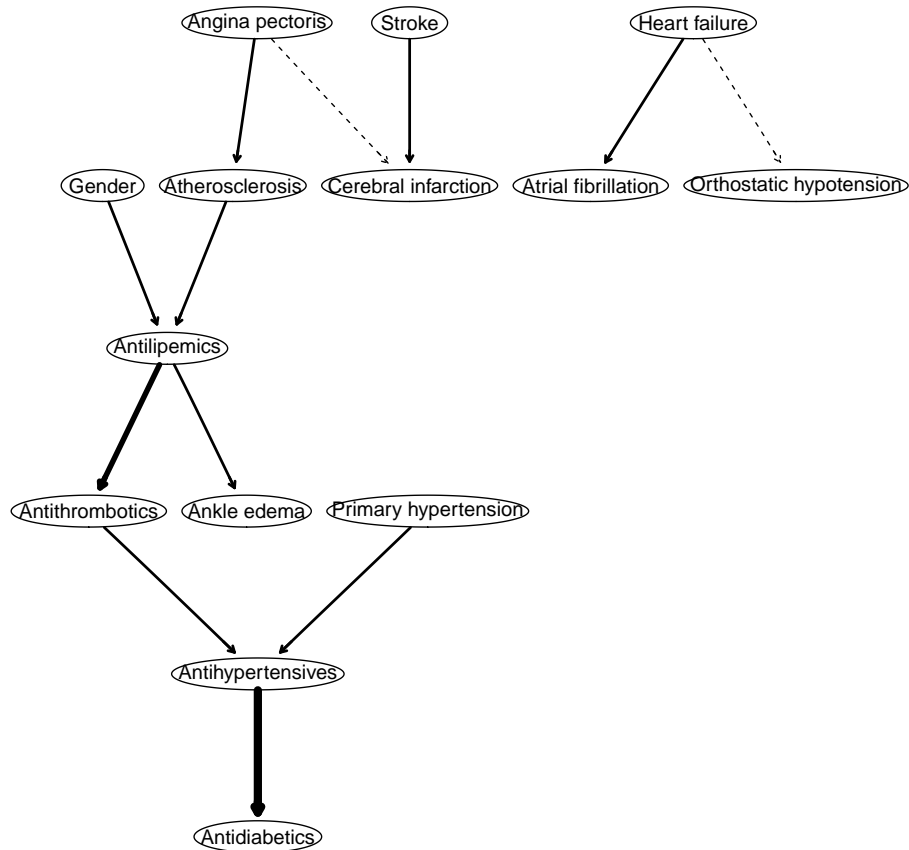 Angina pectoris
Stroke
Heart failure
Gender
Atherosclerosis
Cerebral infarction
Atrial fibrillation
Orthostatic hypotension
Antilipemics
Antithrombotics
Ankle edema
Primary hypertension
Antihypertensives
Antidiabetics